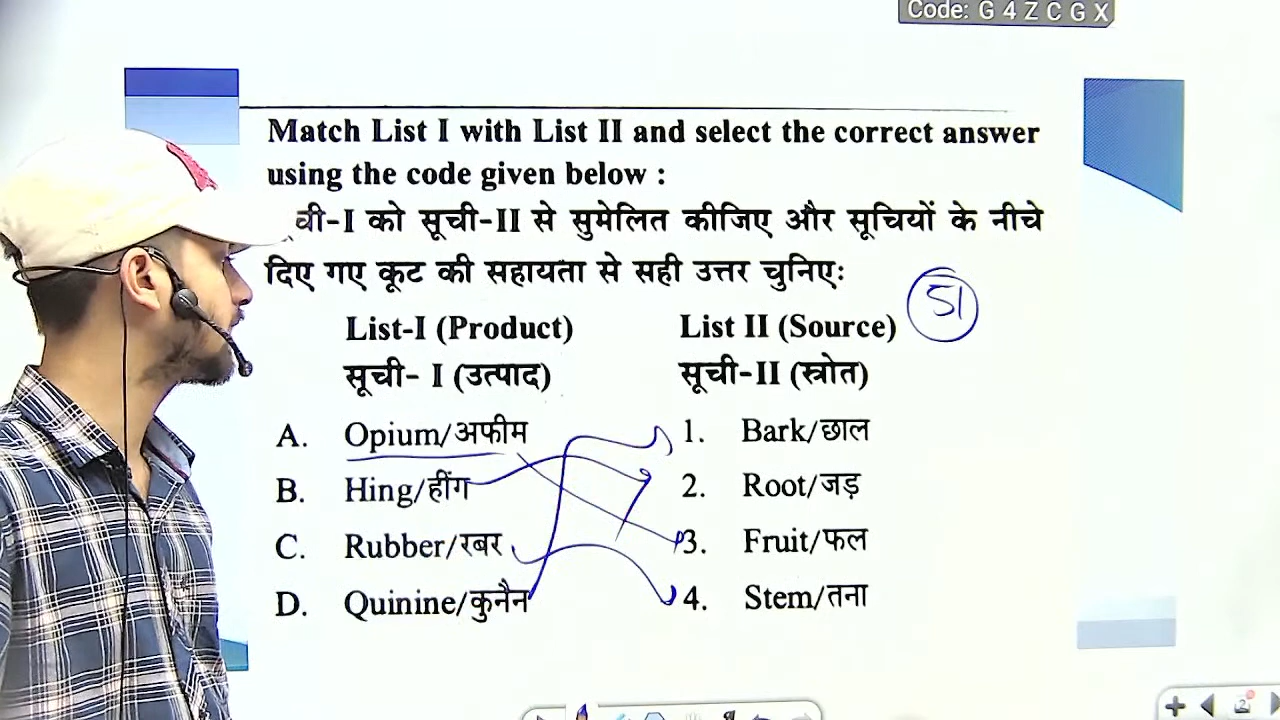 Code: G 4 Z C G X
Match List I with List II and select the correct answer
using the code given below :
ची-I को सूची-II से सुमेलित कीजिए और सूचियों के नीचे
दिए गए कूट की सहायता से सही उत्तर चुनिए:
51
List-I (Product) List II (Source)
सूची- I (उत्पाद) सूची-II (स्त्रोत)
A. Opium/अफीम 1. Bark/छाल
B. Hing/हींग 2. Root/जड़
C. Rubber/रबर 3. Fruit/फल
D. Quinine/कुनैन 4. Stem/तना
2